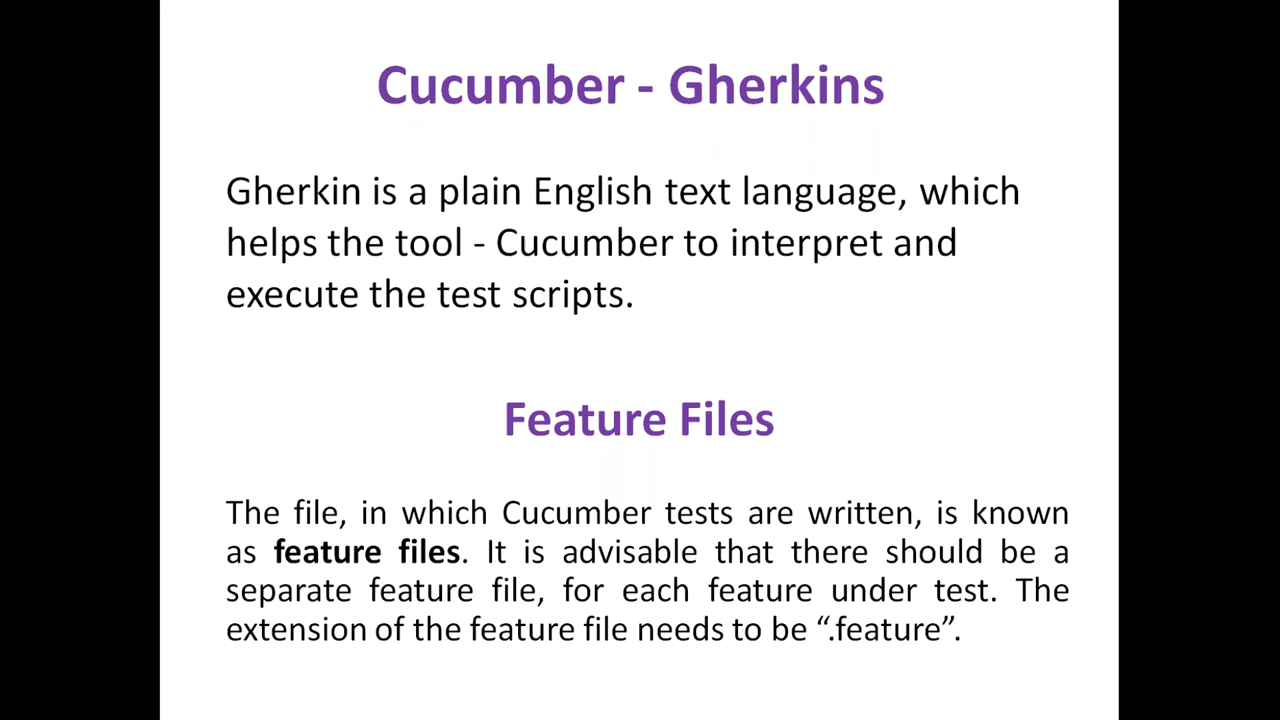 Cucumber - Gherkins
Gherkin is a plain English text language, which
helps the tool - Cucumber to interpret and
execute the test scripts.
Feature Files
The file, in which Cucumber tests are written, is known
as feature files. It is advisable that there should be a
separate feature file, for each feature under test. The
extension of the feature file needs to be “.feature”.